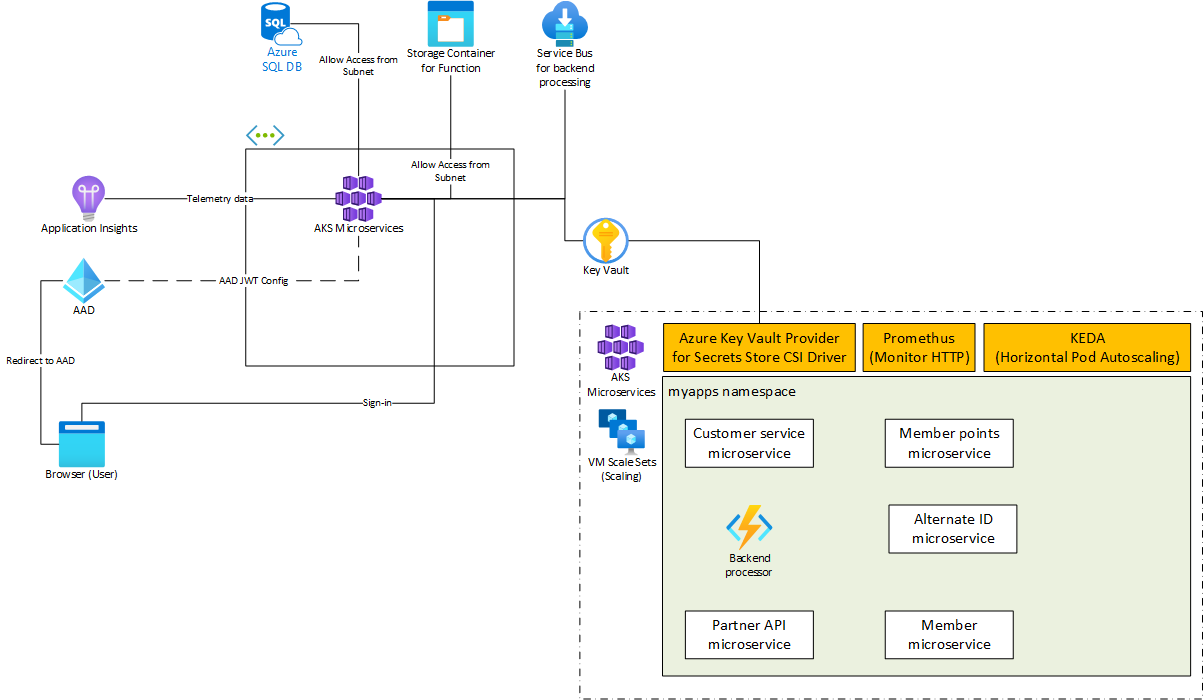 SQL
Azure
SQL DB
Allow Access from
Subnet
Storage Container
for Function
Service Bus
for backend
processing
Allow Access from
Subnet
Telemetry data
Application Insights
AKS Microservices
Key Vault
AAD JWT Config
AAD
Redirect to AAD
Sign-in
Browser (User)
AKS
Microservices
VM Scale Sets
(Scaling)
Azure Key Vault Provider
for Secrets Store CSI Driver
Prometheus
(Monitor HTTP)
KEDA
(Horizontal Pod Autoscaling)
myapps namespace
Customer service
microservice
Member points
microservice
Alternate ID
microservice
Backend
processor
Partner API
microservice
Member
microservice